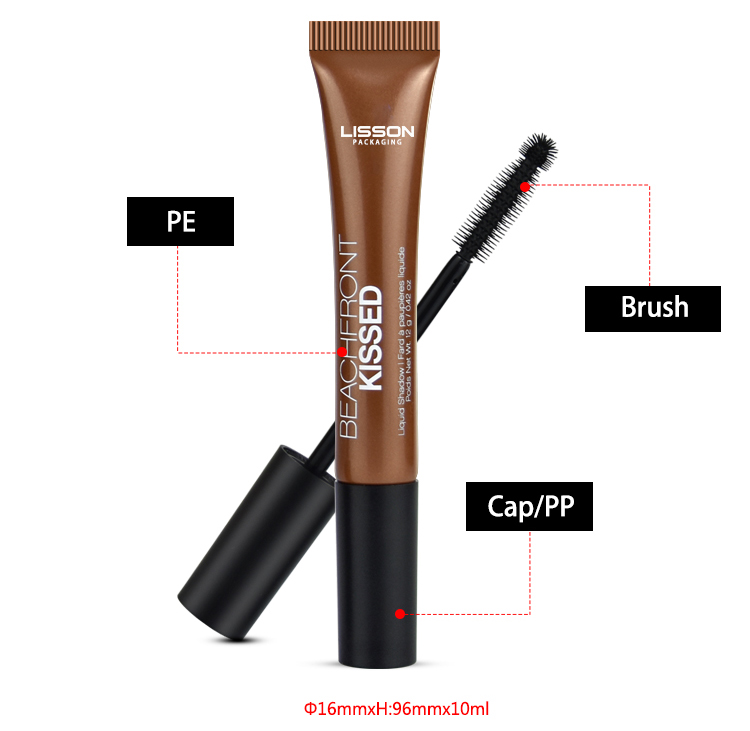 LISSON
PACKAGING
PE
Brush
BEACHFRONT
KISSED
Liquid Shadow | Fard à paupières liquide
Poids Net Wt. 12 g / 0.42 oz
Cap/PP
Φ16mmxH:96mmx10ml